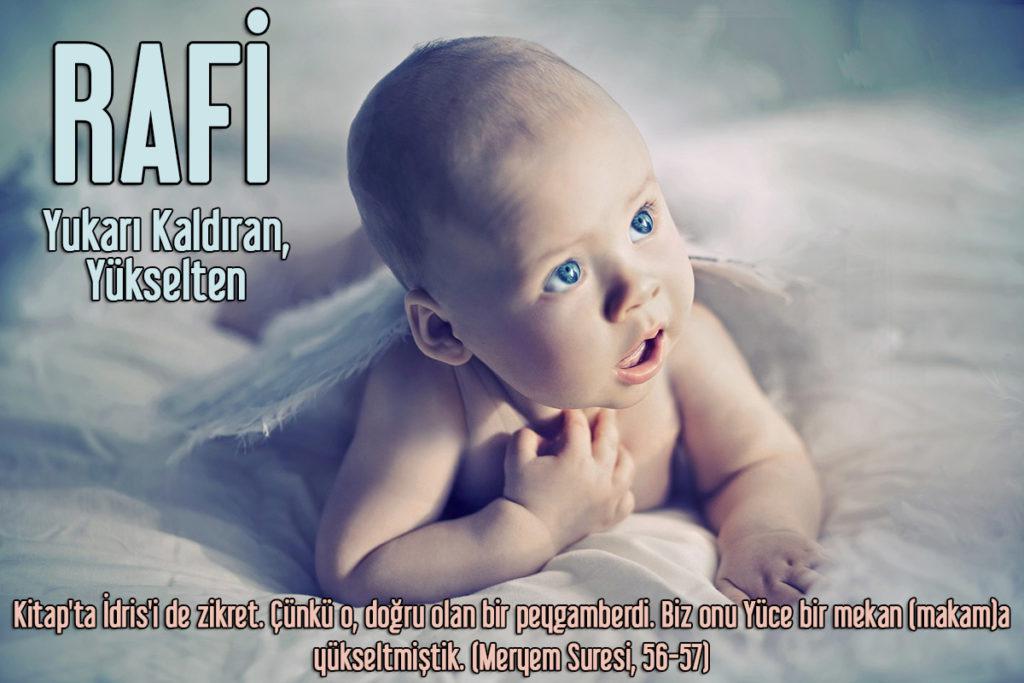 RAFİ
Yukarı Kaldıran,
Yükselten
Kitap'ta İdris'i de zikret. Çünkü o, doğru olan bir peygamberdi. Biz onu Yüce bir mekan (makam)a
yükseltmiştik. (Meryem Suresi, 56-57)